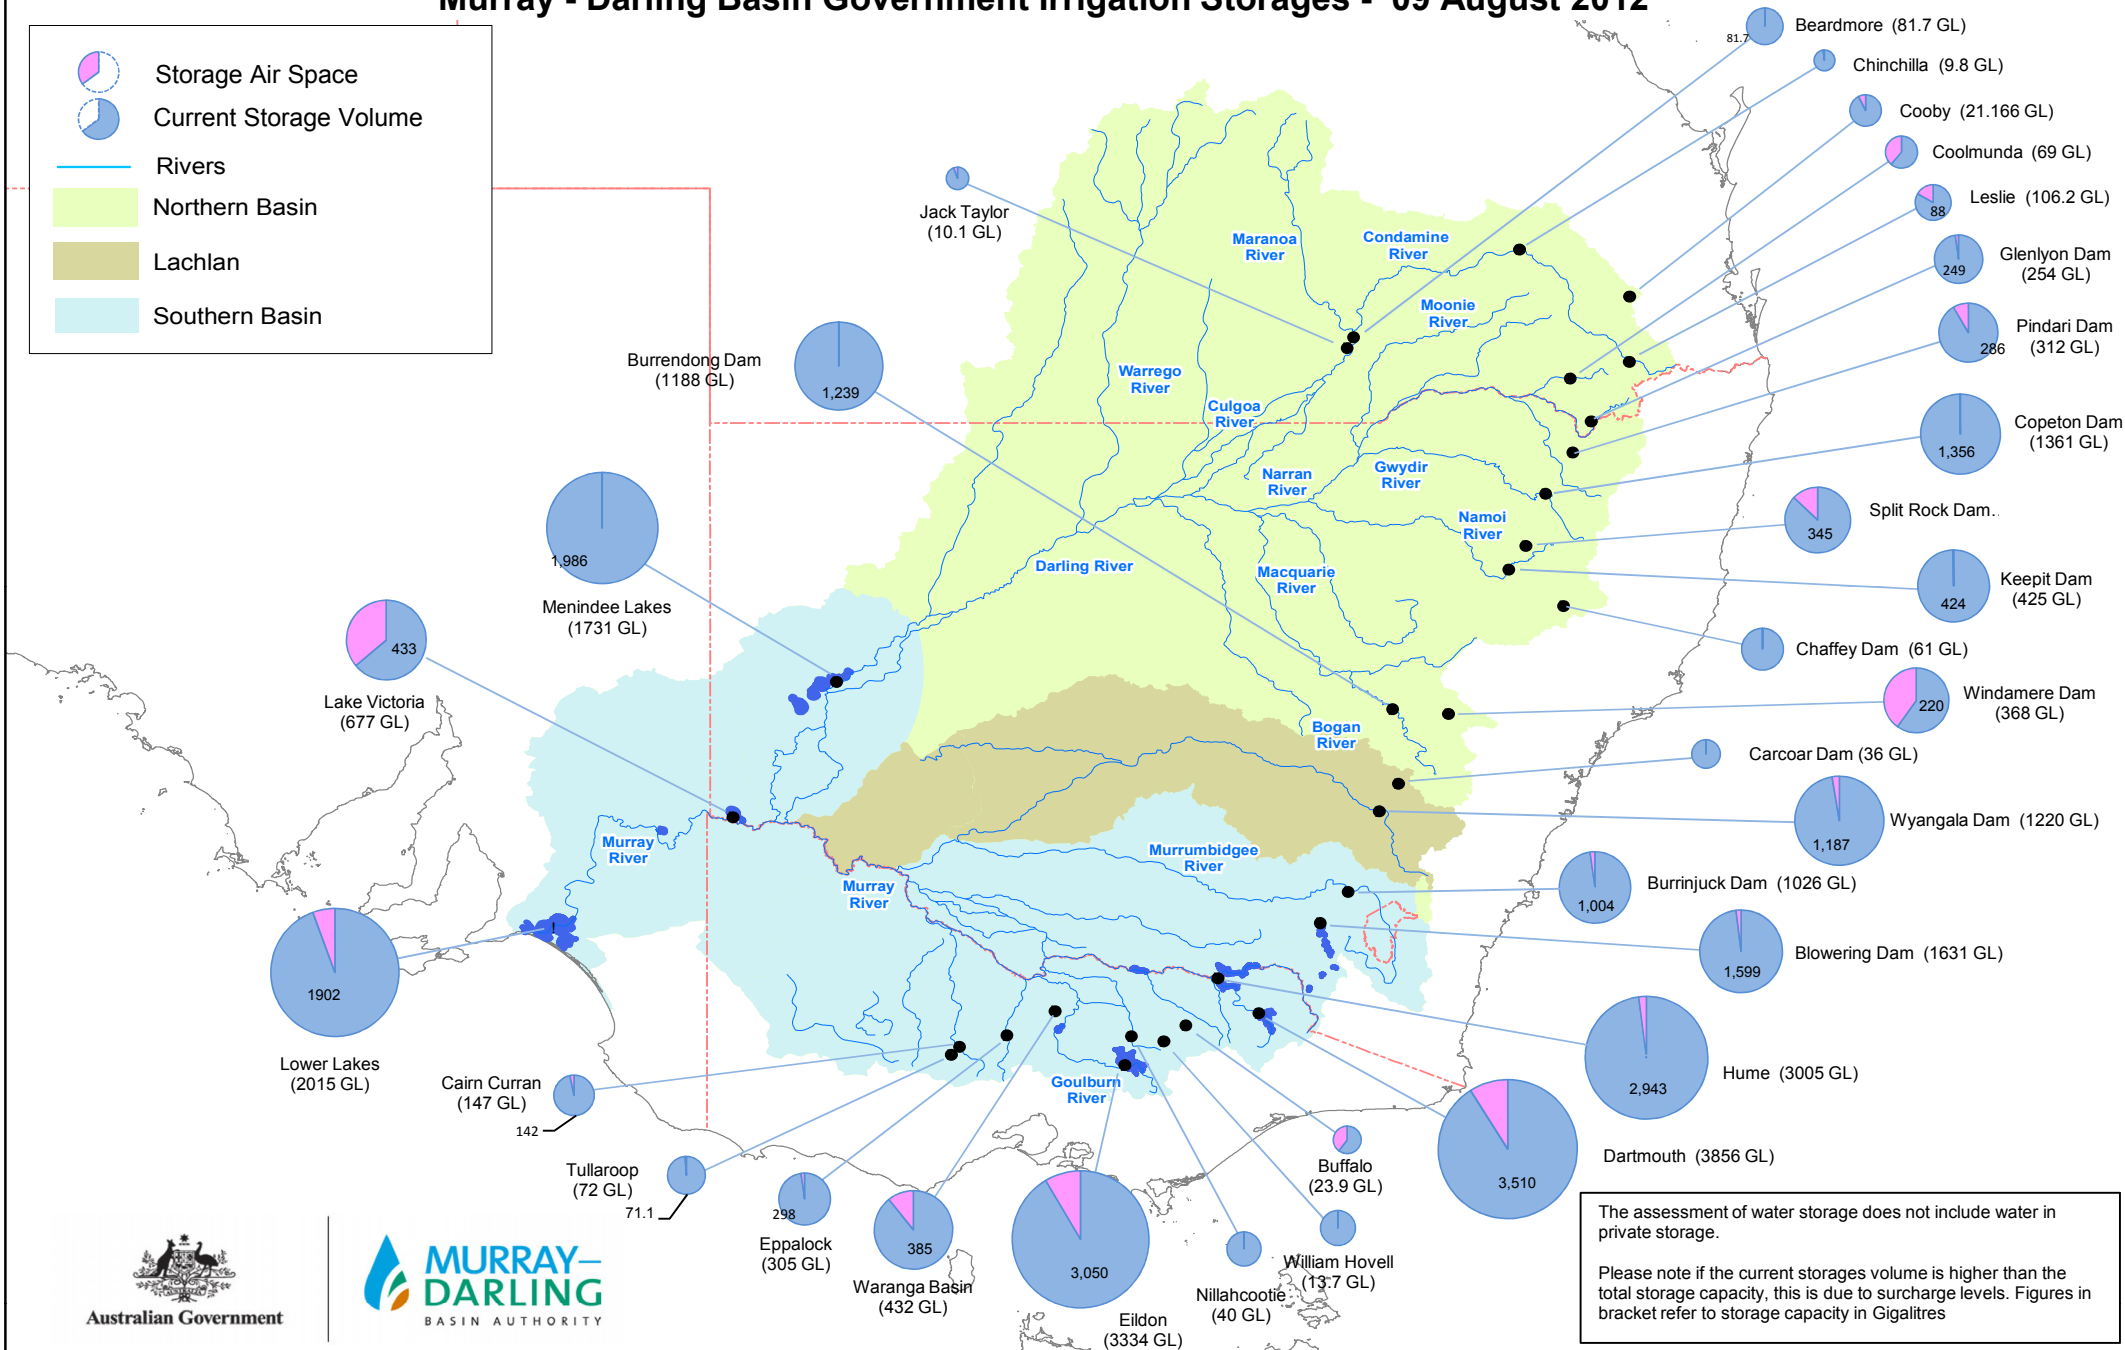 Murray - Darling Basin Government Irrigation Storages - 09 August 2012
Storage Air Space
Current Storage Volume
Rivers
Northern Basin
Lachlan
Southern Basin
81.7
Beardmore (81.7 GL)
Chinchilla (9.8 GL)
Cooby (21.166 GL)
Coolmunda (69 GL)
88
Leslie (106.2 GL)
249
Glenlyon Dam
(254 GL)
286
Pindari Dam
(312 GL)
1,356
Copeton Dam
(1361 GL)
345
Split Rock Dam..
424
Keepit Dam
(425 GL)
Chaffey Dam (61 GL)
220
Windamere Dam
(368 GL)
Carcoar Dam (36 GL)
1,187
Wyangala Dam (1220 GL)
1,004
Burrinjuck Dam (1026 GL)
1,599
Blowering Dam (1631 GL)
2,943
Hume (3005 GL)
3,510
Dartmouth (3856 GL)
Jack Taylor
(10.1 GL)
Burrendong Dam
(1188 GL)
1,239
1,986
Menindee Lakes
(1731 GL)
433
Lake Victoria
(677 GL)
1902
Lower Lakes
(2015 GL)
Cairn Curran
(147 GL)
142
Tullaroop
(72 GL)
71.1
298
Eppalock
(305 GL)
385
Waranga Basin
(432 GL)
3,050
Eildon
(3334 GL)
Nillahcootie
(40 GL)
William Hovell
(13.7 GL)
Buffalo
(23.9 GL)
Maranoa
River
Condamine
River
Moonie
River
Warrego
River
Culgoa
River
Narran
River
Gwydir
River
Namoi
River
Darling River
Macquarie
River
Bogan
River
Murray
River
Murray
River
Murrumbidgee
River
Goulburn
River
Australian Government
MURRAY–
DARLING
BASIN AUTHORITY
The assessment of water storage does not include water in
private storage.
Please note if the current storages volume is higher than the
total storage capacity, this is due to surcharge levels. Figures in
bracket refer to storage capacity in Gigalitres